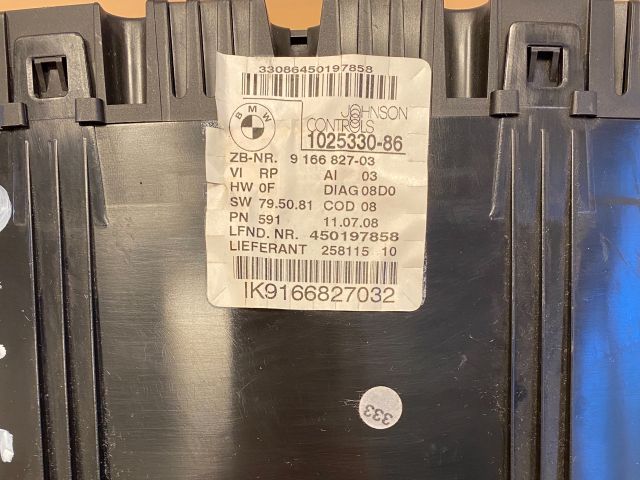 33086450197858
BMW
JOHNSON
CONTROLS
1025330-86
ZB-NR. 9 166 827-03
VI RP AI 03
HW 0F DIAG 08D0
SW 79.50.81 COD 08
PN 591 11.07.08
LFND. NR. 450197858
LIEFERANT 258115 10
IK9166827032
333